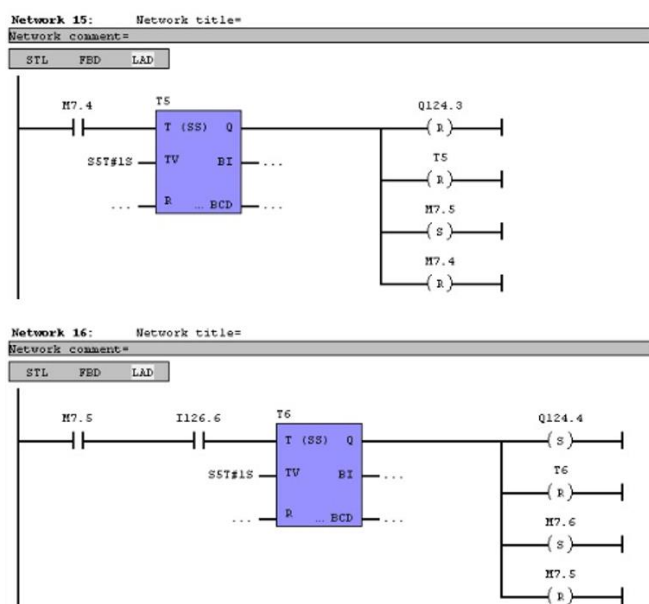 Network 15: Network title=
Network comment=
STL FBD LAD
M7.4 T5 Q124.3
T (SS) Q
( R )
S5T#1S TV BI ...
T5
( R )
... R ... BCD ...
M7.5
( S )
M7.4
( R )
Network 16: Network title=
Network comment=
STL FBD LAD
M7.5 I126.6 T6 Q124.4
T (SS) Q
( S )
S5T#1S TV BI ...
T6
( R )
... R ... BCD ...
M7.6
( S )
M7.5
( R )